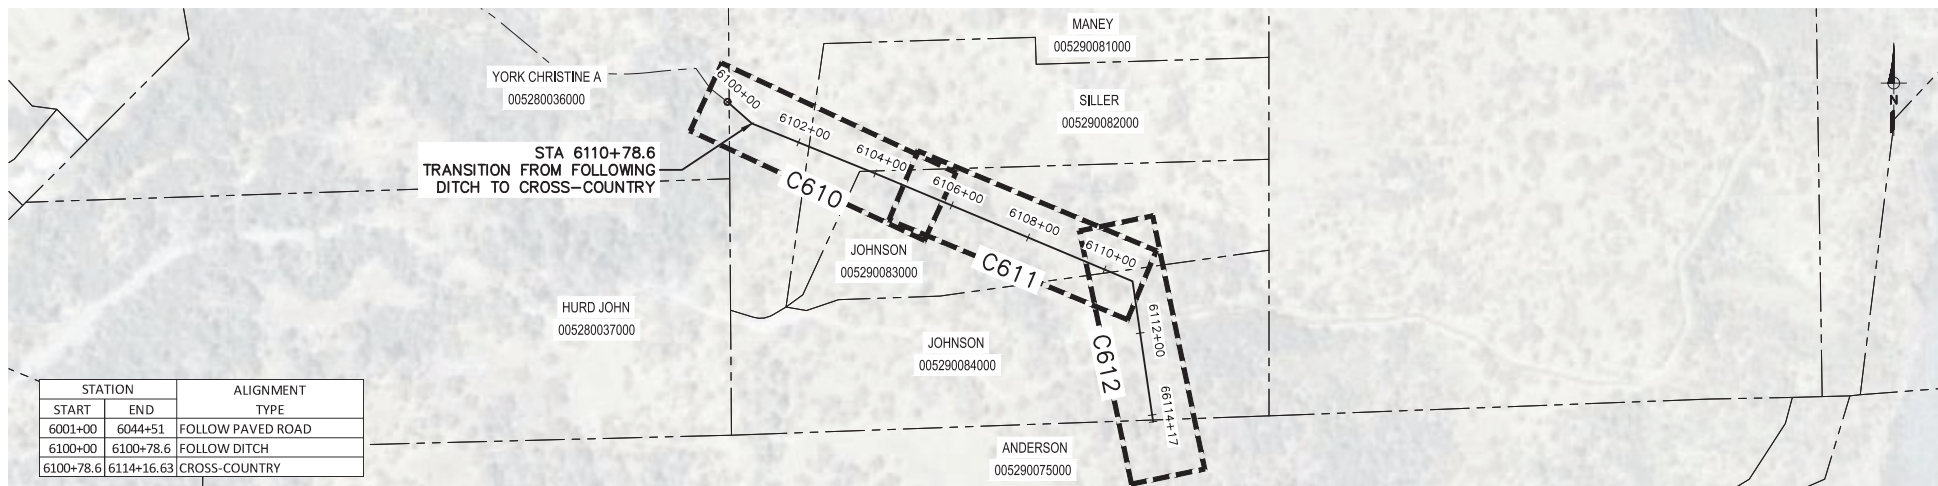 MANEY
005290081000
YORK CHRISTINE A
005280036000
SILLER
005290082000
N
6100+00
6102+00
6104+00
6106+00
6108+00
6110+00
6112+00
66114+17
STA 6110+78.6
TRANSITION FROM FOLLOWING
DITCH TO CROSS-COUNTRY
C610
C611
C612
JOHNSON
005290083000
HURD JOHN
005280037000
JOHNSON
005290084000
ANDERSON
005290075000
STATION ALIGNMENT
START END TYPE
6001+00 6044+51 FOLLOW PAVED ROAD
6100+00 6100+78.6 FOLLOW DITCH
6100+78.6 6114+16.63 CROSS-COUNTRY